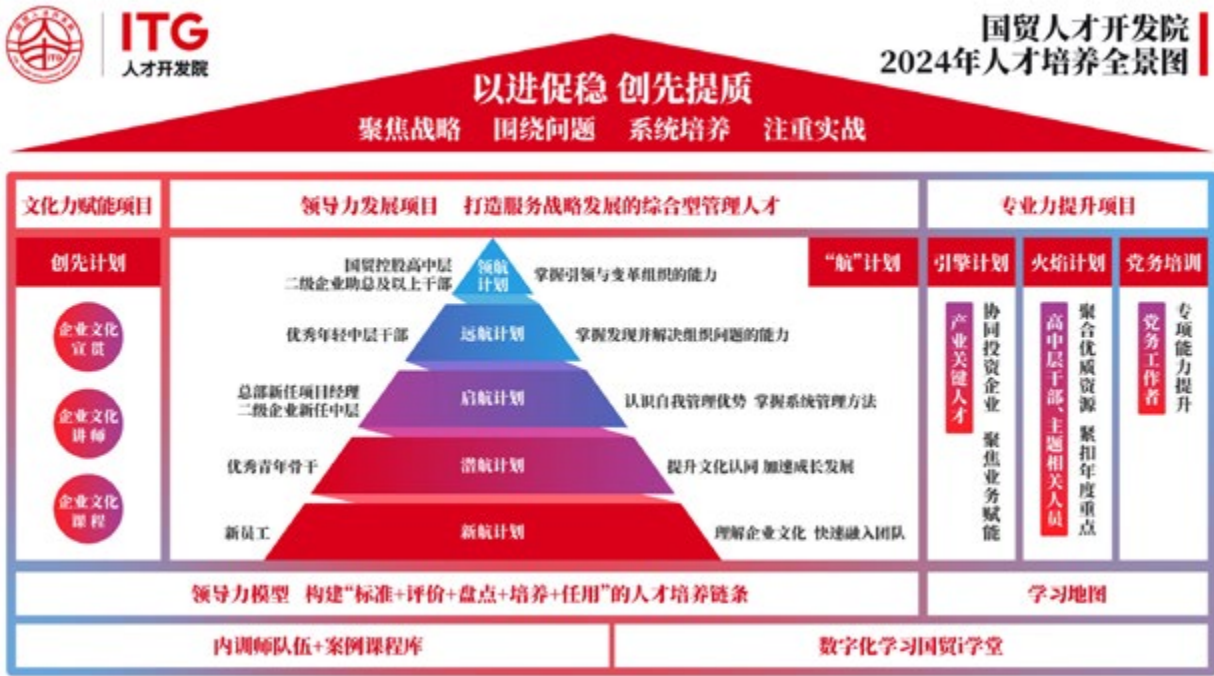 ITG
人才开发院
国贸人才开发院
2024年人才培养全景图
以进促稳 创先提质
聚焦战略 围绕问题 系统培养 注重实战
文化力赋能项目
领导力发展项目 打造服务战略发展的综合型管理人才
专业力提升项目
创先计划
企业文化
宣贯
企业文化
讲师
企业文化
课程
“航”计划
国贸控股高中层
二级企业助总及以上干部
领航
计划
掌握引领与变革组织的能力
优秀年轻中层干部
远航计划
掌握发现并解决组织问题的能力
总部新任项目经理
二级企业新任中层
启航计划
认识自我管理优势 掌握系统管理方法
优秀青年骨干
潜航计划
提升文化认同 加速成长发展
新员工
新航计划
理解企业文化 快速融入团队
引擎计划
产业关键人才
协同投资企业 聚焦业务赋能
火焰计划
高中层干部、主题相关人员
聚合优质资源 紧扣年度重点
党务培训
党务工作者
专项能力提升
领导力模型 构建“标准+评价+盘点+培养+任用”的人才培养链条
学习地图
内训师队伍+案例课程库
数字化学习国贸i学堂